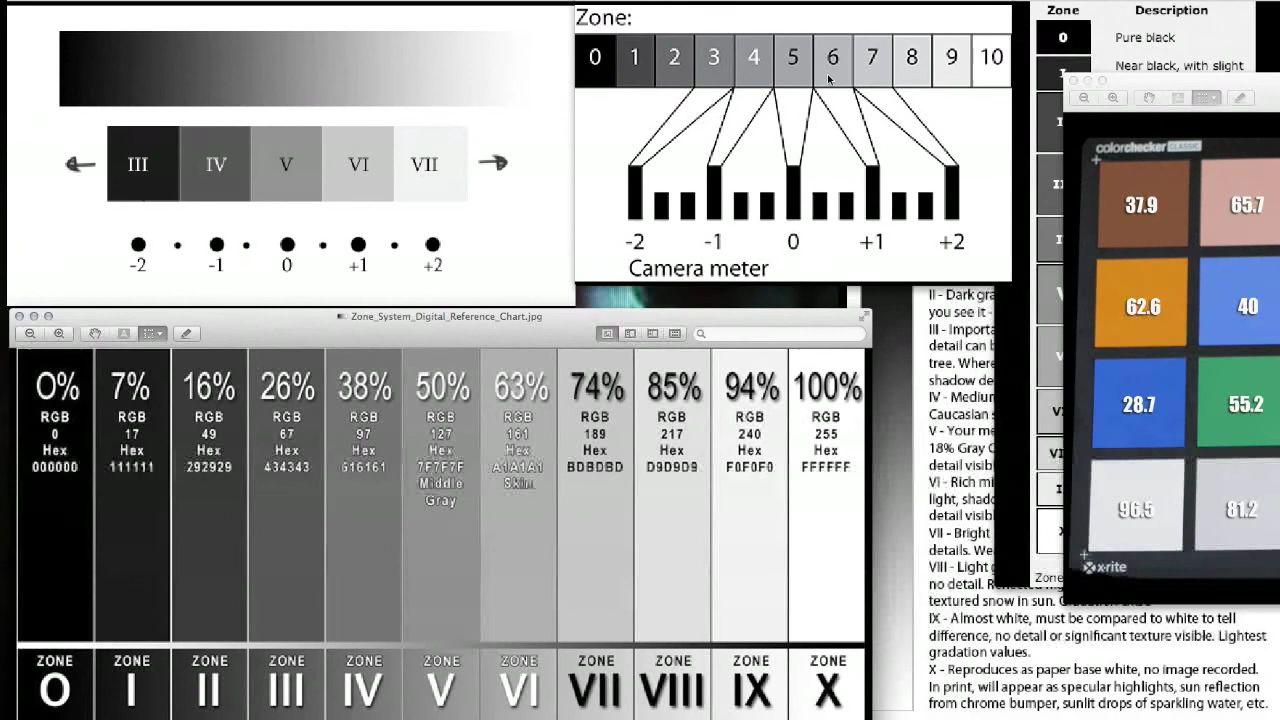 III IV V VI VII
-2 -1 0 +1 +2
Zone:
0 1 2 3 4 5 6 7 8 9 10
-2 -1 0 +1 +2
Camera meter
Zone Description
0 Pure black
Near black, with slight
colorchecker CLASSIC
37.9 65.7
62.6 40
28.7 55.2
96.5 81.2
x-rite
Zone_System_Digital_Reference_Chart.jpg
0% 7% 16% 26% 38% 50% 63% 74% 85% 94% 100%
RGB RGB RGB RGB RGB RGB RGB RGB RGB RGB RGB
0 17 49 67 97 127 161 189 217 240 255
Hex Hex Hex Hex Hex Hex Hex Hex Hex Hex Hex
000000 111111 292929 434343 616161 7F7F7F A1A1A1 BDBDBD D9D9D9 F0F0F0 FFFFFF
Middle Skin
Gray
ZONE ZONE ZONE ZONE ZONE ZONE ZONE ZONE ZONE ZONE ZONE
O I II III IV V VI VII VIII IX X
II - Dark
you see it -
III -
detail can
tree. Where
shadow
IV -
Caucasian
V - Your
18% Gray
detail
VI - Rich
light,
detail
VII - Bright
details.
VIII - Light
no detail.
textured snow in sun.
IX - Almost white, must be compared to white to tell
difference, no detail or significant texture visible. Lightest
gradation values.
X - Reproduces as paper base white, no image recorded.
In print, will appear as specular highlights, sun reflection
from chrome bumper, sunlit drops of sparkling water, etc.
Zone